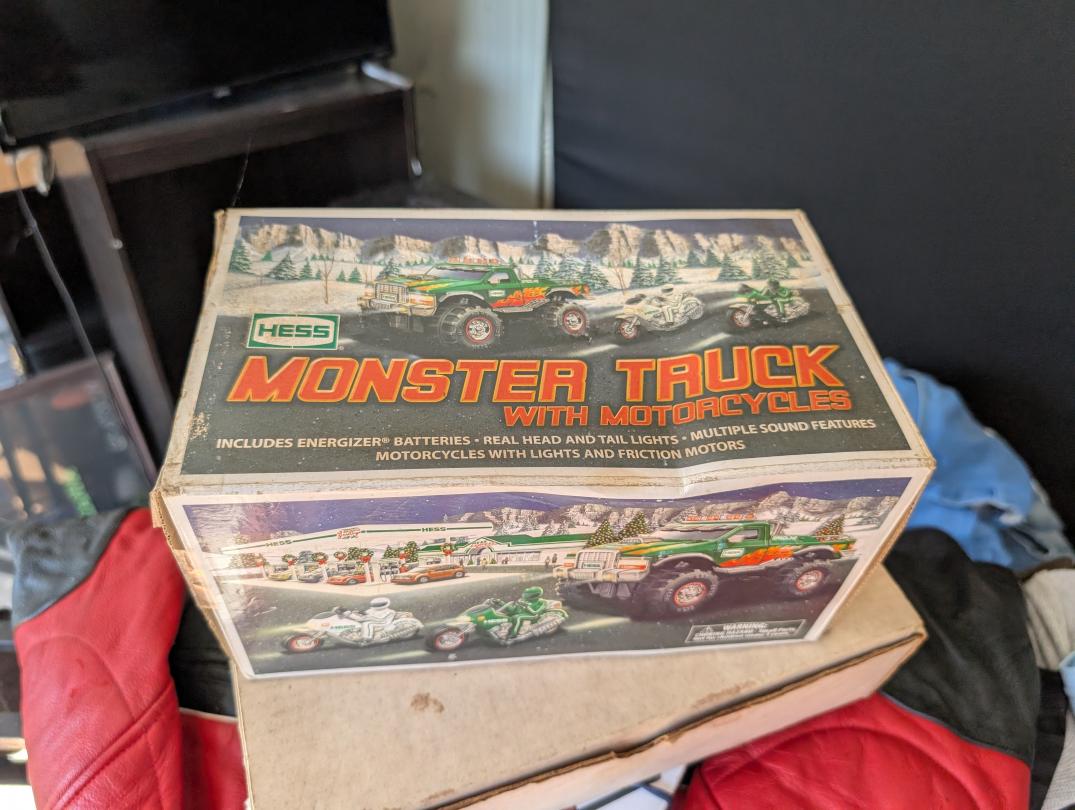 HESS
MONSTER TRUCK
WITH MOTORCYCLES
INCLUDES ENERGIZER® BATTERIES • REAL HEAD AND TAIL LIGHTS • MULTIPLE SOUND FEATURES
MOTORCYCLES WITH LIGHTS AND FRICTION MOTORS
HESS
HESS
HESS
WARNING: